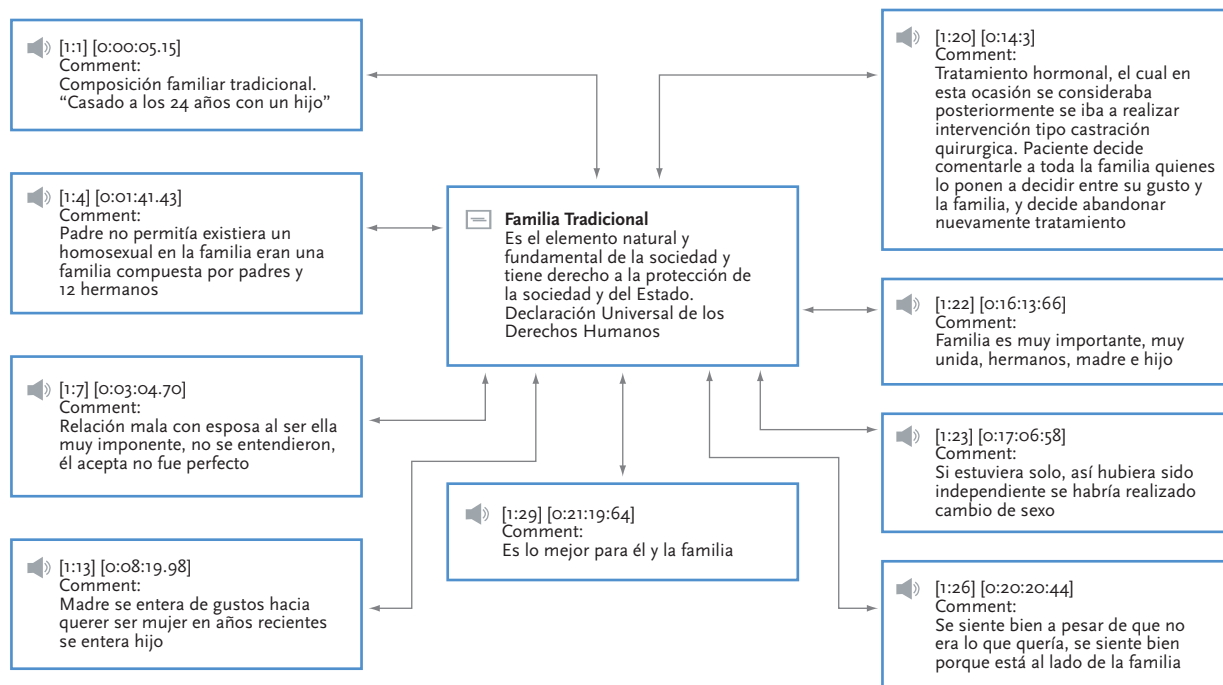 [1:1] [0:00:05.15]
Comment:
Composición familiar tradicional.
“Casado a los 24 años con un hijo”
[1:4] [0:01:41.43]
Comment:
Padre no permitía existiera un
homosexual en la familia eran una
familia compuesta por padres y
12 hermanos
[1:7] [0:03:04.70]
Comment:
Relación mala con esposa al ser ella
muy imponente, no se entendieron,
él acepta no fue perfecto
[1:13] [0:08:19.98]
Comment:
Madre se entera de gustos hacia
querer ser mujer en años recientes
se entera hijo
Familia Tradicional
Es el elemento natural y
fundamental de la sociedad y
tiene derecho a la protección de
la sociedad y del Estado.
Declaración Universal de los
Derechos Humanos
[1:29] [0:21:19:64]
Comment:
Es lo mejor para él y la familia
[1:20] [0:14:3]
Comment:
Tratamiento hormonal, el cual en
esta ocasión se consideraba
posteriormente se iba a realizar
intervención tipo castración
quirurgica. Paciente decide
comentarle a toda la familia quienes
lo ponen a decidir entre su gusto y
la familia, y decide abandonar
nuevamente tratamiento
[1:22] [0:16:13:66]
Comment:
Familia es muy importante, muy
unida, hermanos, madre e hijo
[1:23] [0:17:06:58]
Comment:
Si estuviera solo, así hubiera sido
independiente se habría realizado
cambio de sexo
[1:26] [0:20:20:44]
Comment:
Se siente bien a pesar de que no
era lo que quería, se siente bien
porque está al lado de la familia